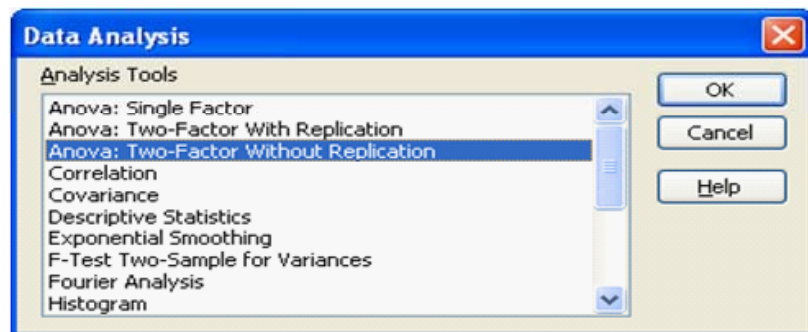 Data Analysis
Analysis Tools
Anova: Single Factor
Anova: Two-Factor With Replication
Anova: Two-Factor Without Replication
Correlation
Covariance
Descriptive Statistics
Exponential Smoothing
F-Test Two-Sample for Variances
Fourier Analysis
Histogram
OK
Cancel
Help